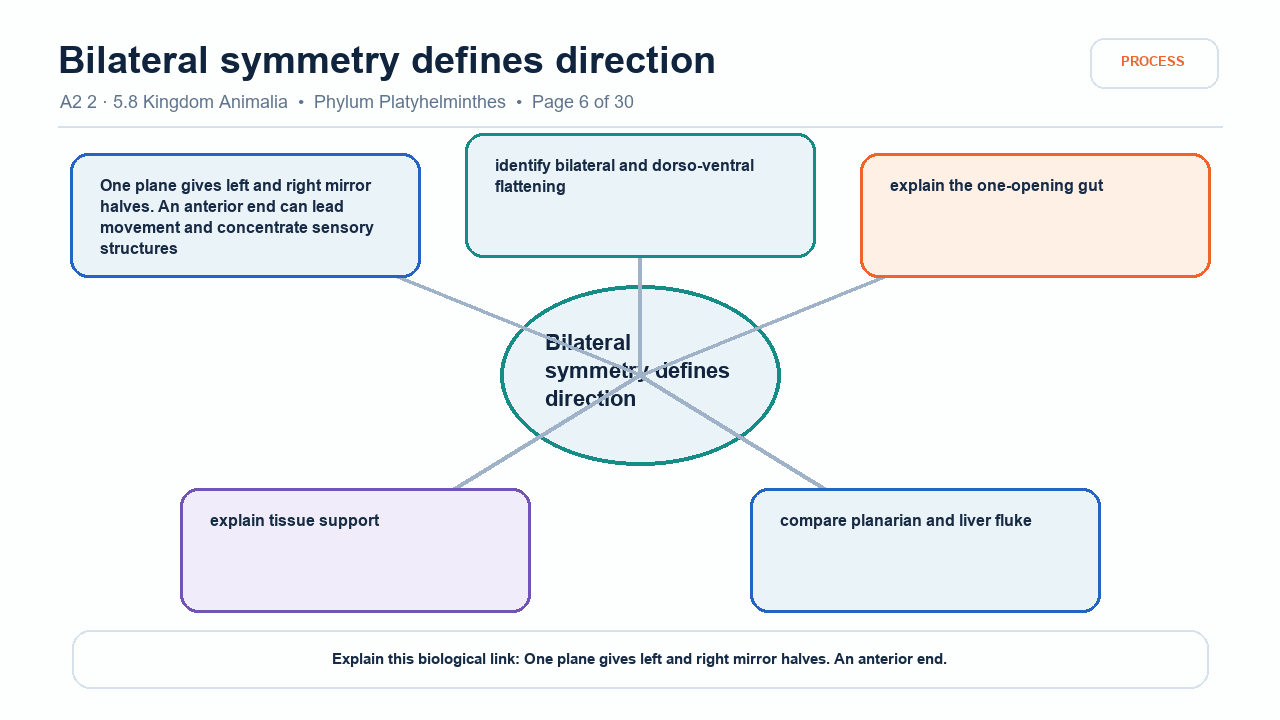 Bilateral symmetry defines direction
PROCESS
A2 2 · 5.8 Kingdom Animalia • Phylum Platyhelminthes • Page 6 of 30
One plane gives left and right mirror
halves. An anterior end can lead
movement and concentrate sensory
structures
identify bilateral and dorso-ventral
flattening
explain the one-opening gut
Bilateral
symmetry defines
direction
explain tissue support
compare planarian and liver fluke
Explain this biological link: One plane gives left and right mirror halves. An anterior end.